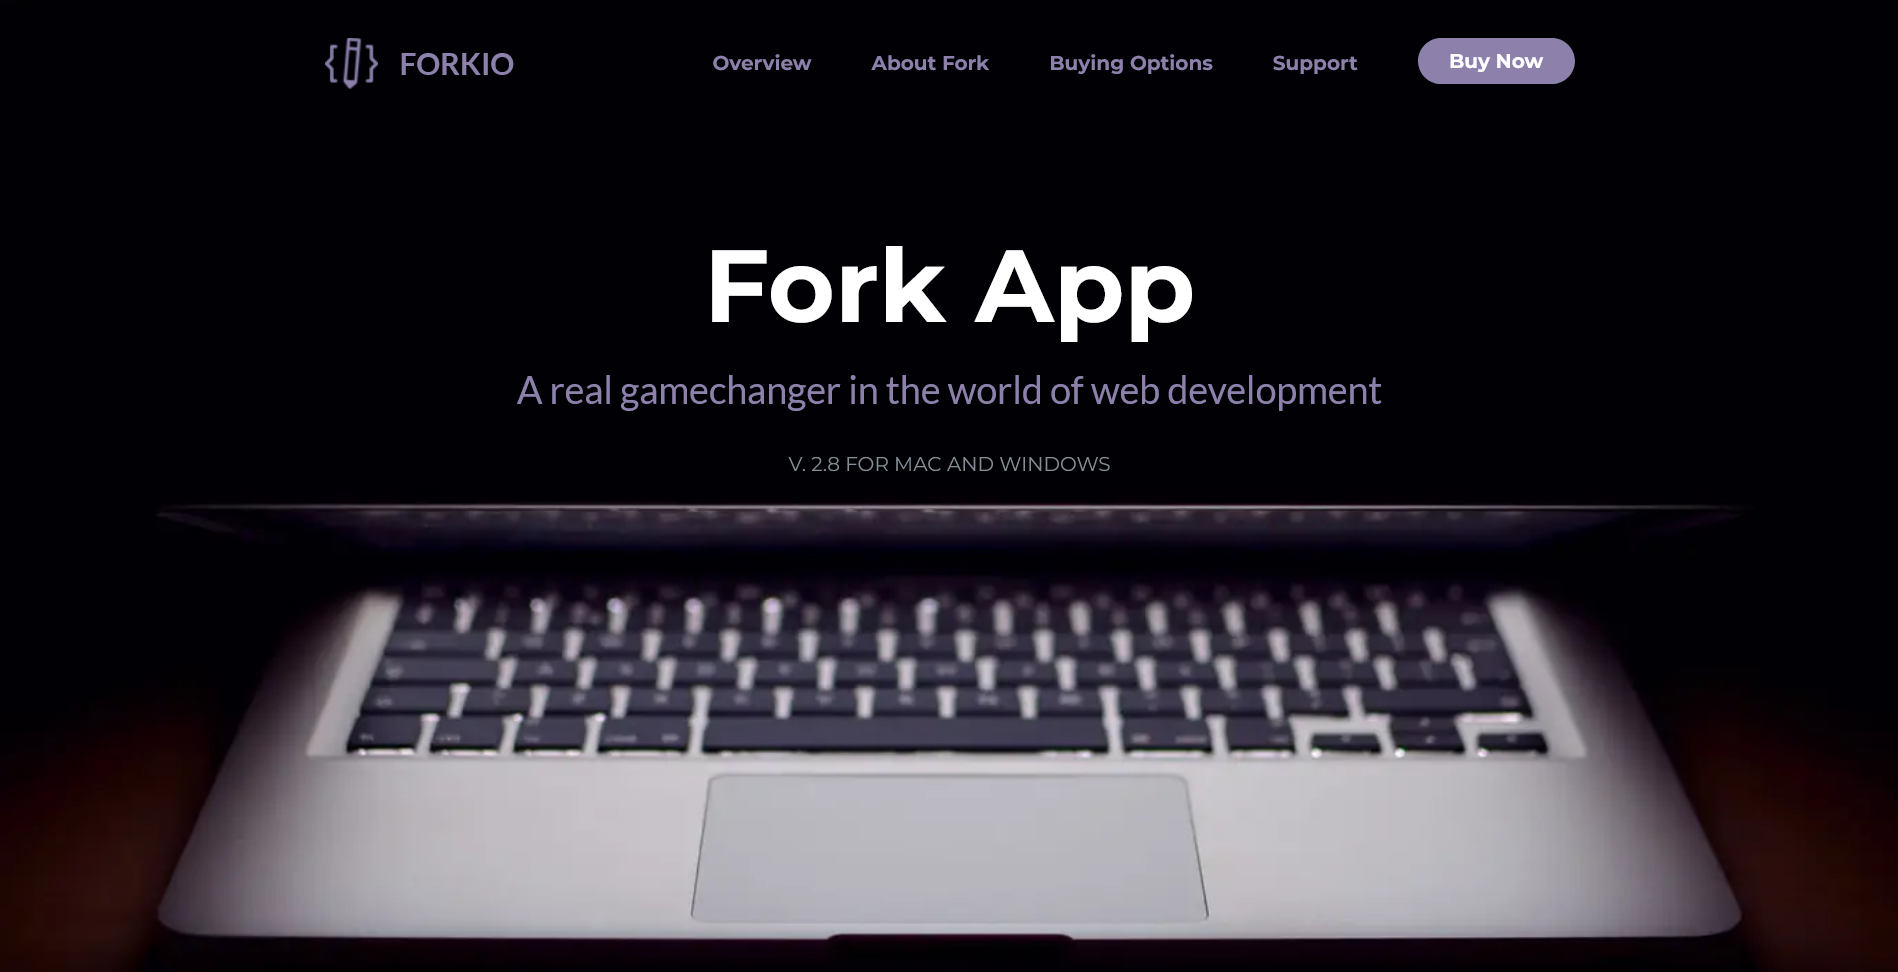 FORKIO
Overview
About Fork
Buying Options
Support
Buy Now
Fork App
A real gamechanger in the world of web development
V. 2.8 FOR MAC AND WINDOWS